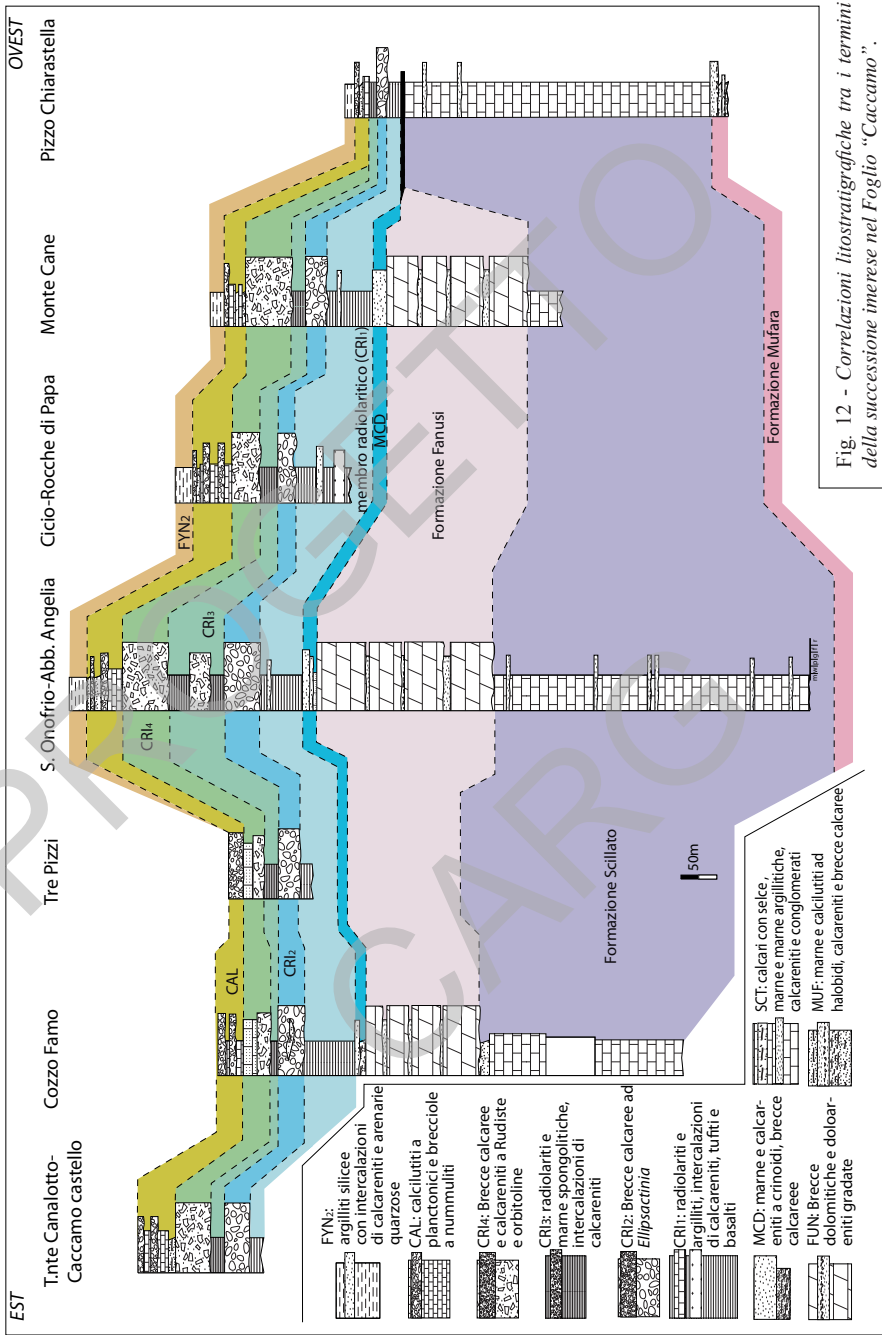 EST
OVEST
T.nte Canalotto-
Caccamo castello
Cozzo Famo
Tre Pizzi
S. Onofrio-Abb. Angelia
Cicio-Rocche di Papa
Monte Cane
Pizzo Chiarastella
FYN2
CAL
CRI4
CRI3
CRI2
membro radiolaritico (CRI1)
MCD
Formazione Fanusi
Formazione Scillato
Formazione Mufara
50m
FYN2:
argilliti silicee
con intercalazioni
di calcareniti e arenarie
quarzose
CAL: calcilutiti a
planctonici e brecciole
a nummuliti
CRI4: Brecce calcaree
e calcareniti a Rudiste
e orbitoline
CRI3: radiolariti e
marne spongolitiche,
intercalazioni di
calcareniti
CRI2: Brecce calcaree ad
Ellipsactinia
CRI1: radiolariti e
argilliti, intercalazioni
di calcareniti, tufiti e
basalti
MCD: marne e calcar-
eniti a crinoidi, brecce
calcareee
FUN: Brecce
dolomitiche e doloar-
eniti gradate
SCT: calcari con selce,
marne e marne argillitiche,
calcareniti e conglomerati
MUF: marne e calcilutiti ad
halobidi, calcareniti e brecce calcaree
Fig. 12 - Correlazioni litostratigrafiche tra i termini
della successione imerese nel Foglio “Caccamo”.
PROGETTO
CARG